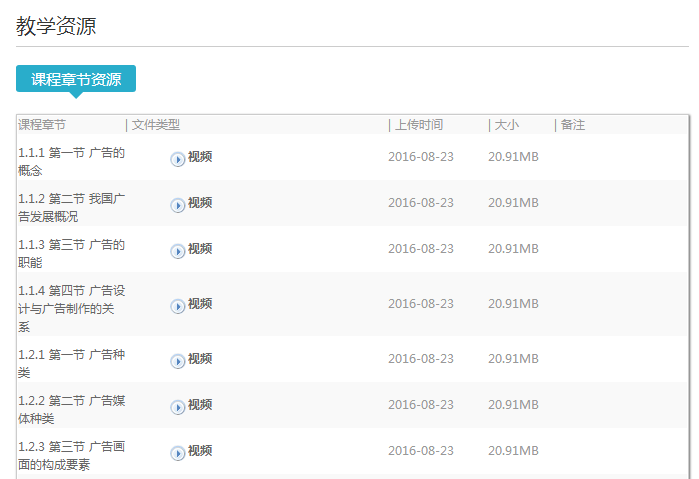 教学资源
课程章节资源
课程章节 | 文件类型 | 上传时间 | 大小 | 备注
1.1.1 第一节 广告的
概念
视频 2016-08-23 20.91MB
1.1.2 第二节 我国广
告发展概况
视频 2016-08-23 20.91MB
1.1.3 第三节 广告的
职能
视频 2016-08-23 20.91MB
1.1.4 第四节 广告设
计与广告制作的关
系
视频 2016-08-23 20.91MB
1.2.1 第一节 广告种
类
视频 2016-08-23 20.91MB
1.2.2 第二节 广告媒
体种类
视频 2016-08-23 20.91MB
1.2.3 第三节 广告画
面的构成要素
视频 2016-08-23 20.91MB